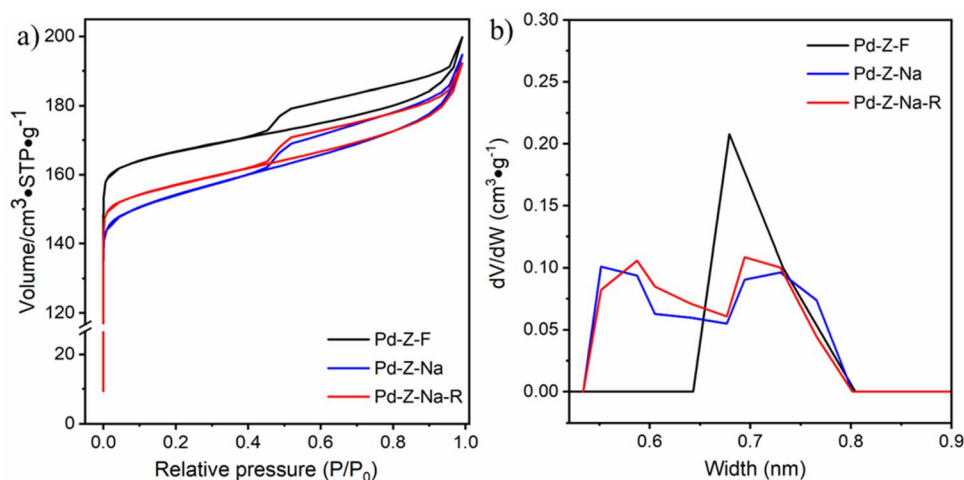 a)
Volume/cm³•STP•g⁻¹
200
180
160
140
120
20
0
0.0 0.2 0.4 0.6 0.8 1.0
Relative pressure (P/P₀)
Pd-Z-F
Pd-Z-Na
Pd-Z-Na-R
b)
dV/dW (cm³•g⁻¹)
0.30
0.25
0.20
0.15
0.10
0.05
0.00
0.6 0.7 0.8 0.9
Width (nm)
Pd-Z-F
Pd-Z-Na
Pd-Z-Na-R